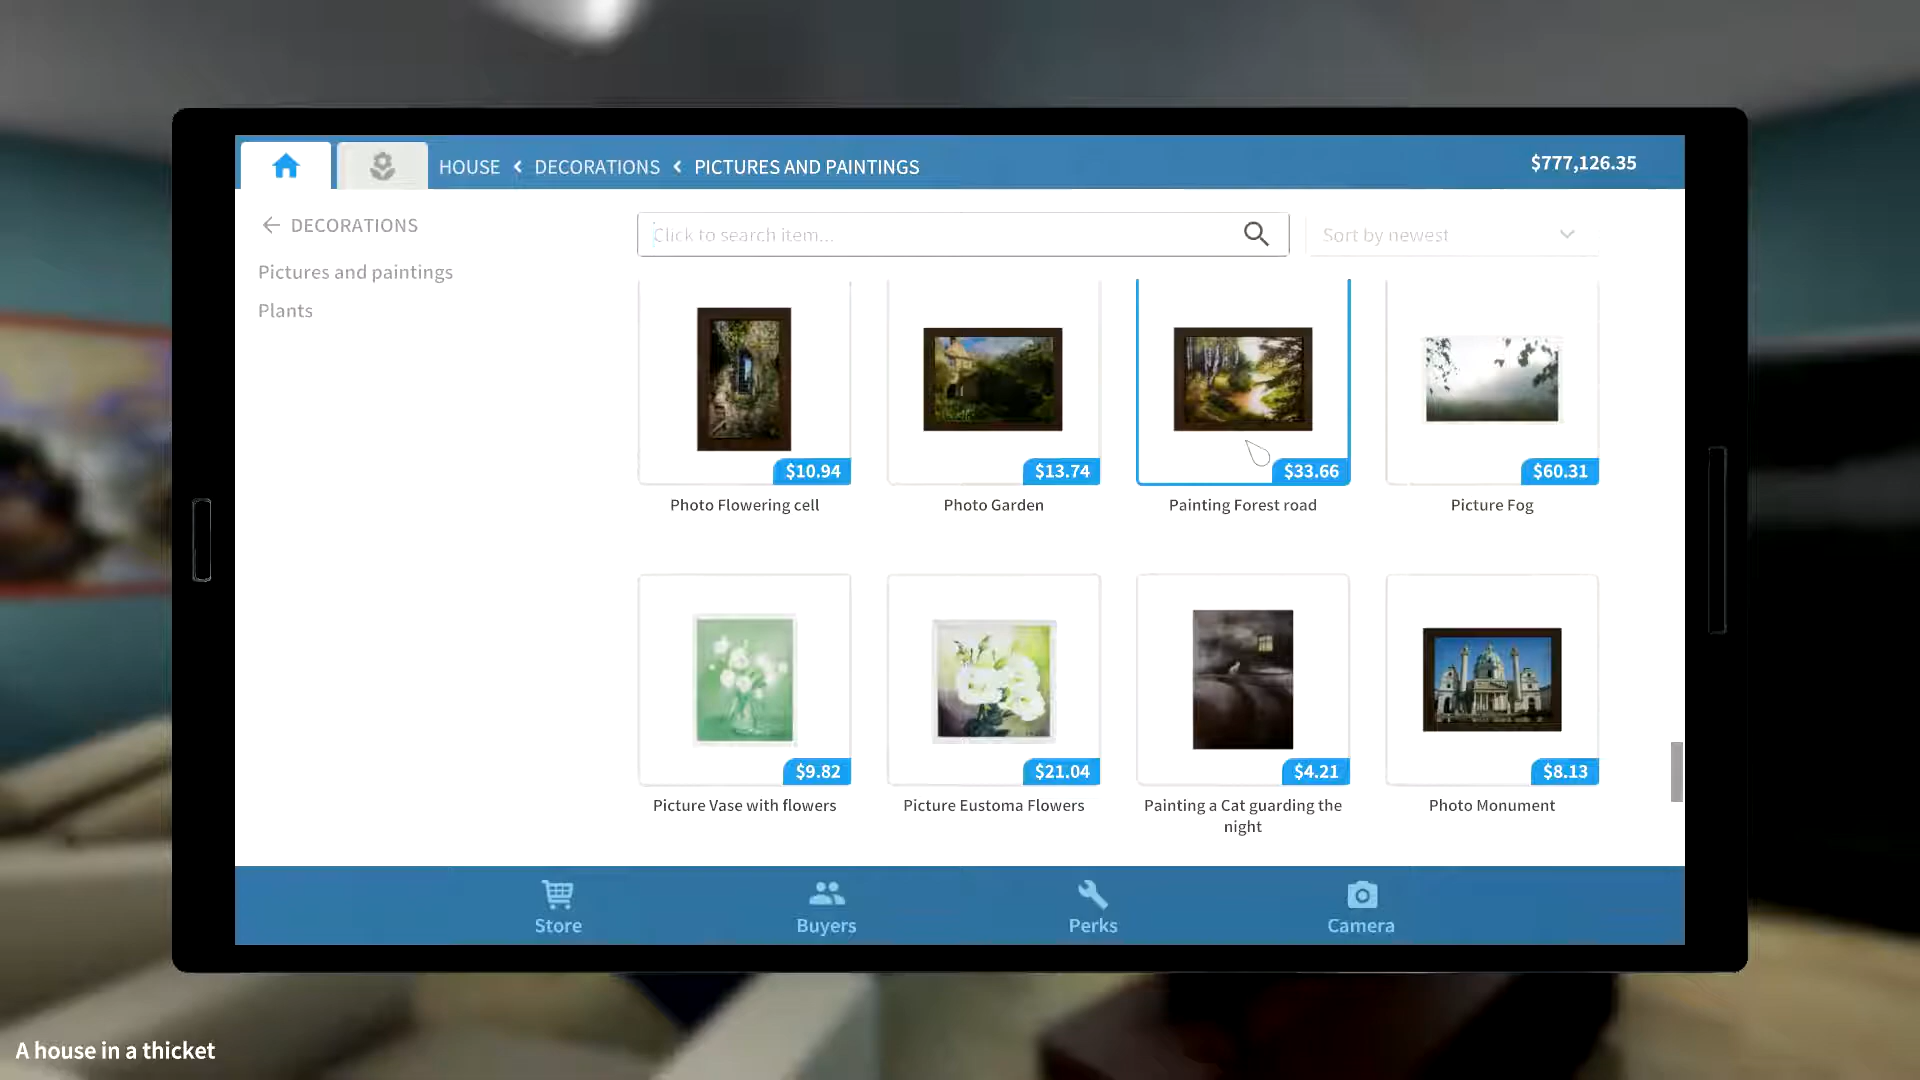 HOUSE < DECORATIONS < PICTURES AND PAINTINGS
$777,126.35
DECORATIONS
Pictures and paintings
Plants
Click to search item...
Sort by newest
$10.94
$13.74
$33.66
$60.31
Photo Flowering cell
Photo Garden
Painting Forest road
Picture Fog
$9.82
$21.04
$4.21
$8.13
Picture Vase with flowers
Picture Eustoma Flowers
Painting a Cat guarding the
night
Photo Monument
Store
Buyers
Perks
Camera
A house in a thicket